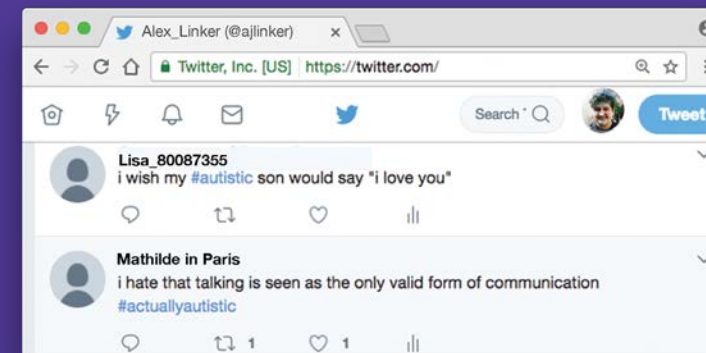 Alex_Linker (@ajlinker) ×
Twitter, Inc. [US] https://twitter.com/
Search Tweet
Lisa_80087355
i wish my #autistic son would say "i love you"
Mathilde in Paris
i hate that talking is seen as the only valid form of communication
#actuallyautistic
1 1